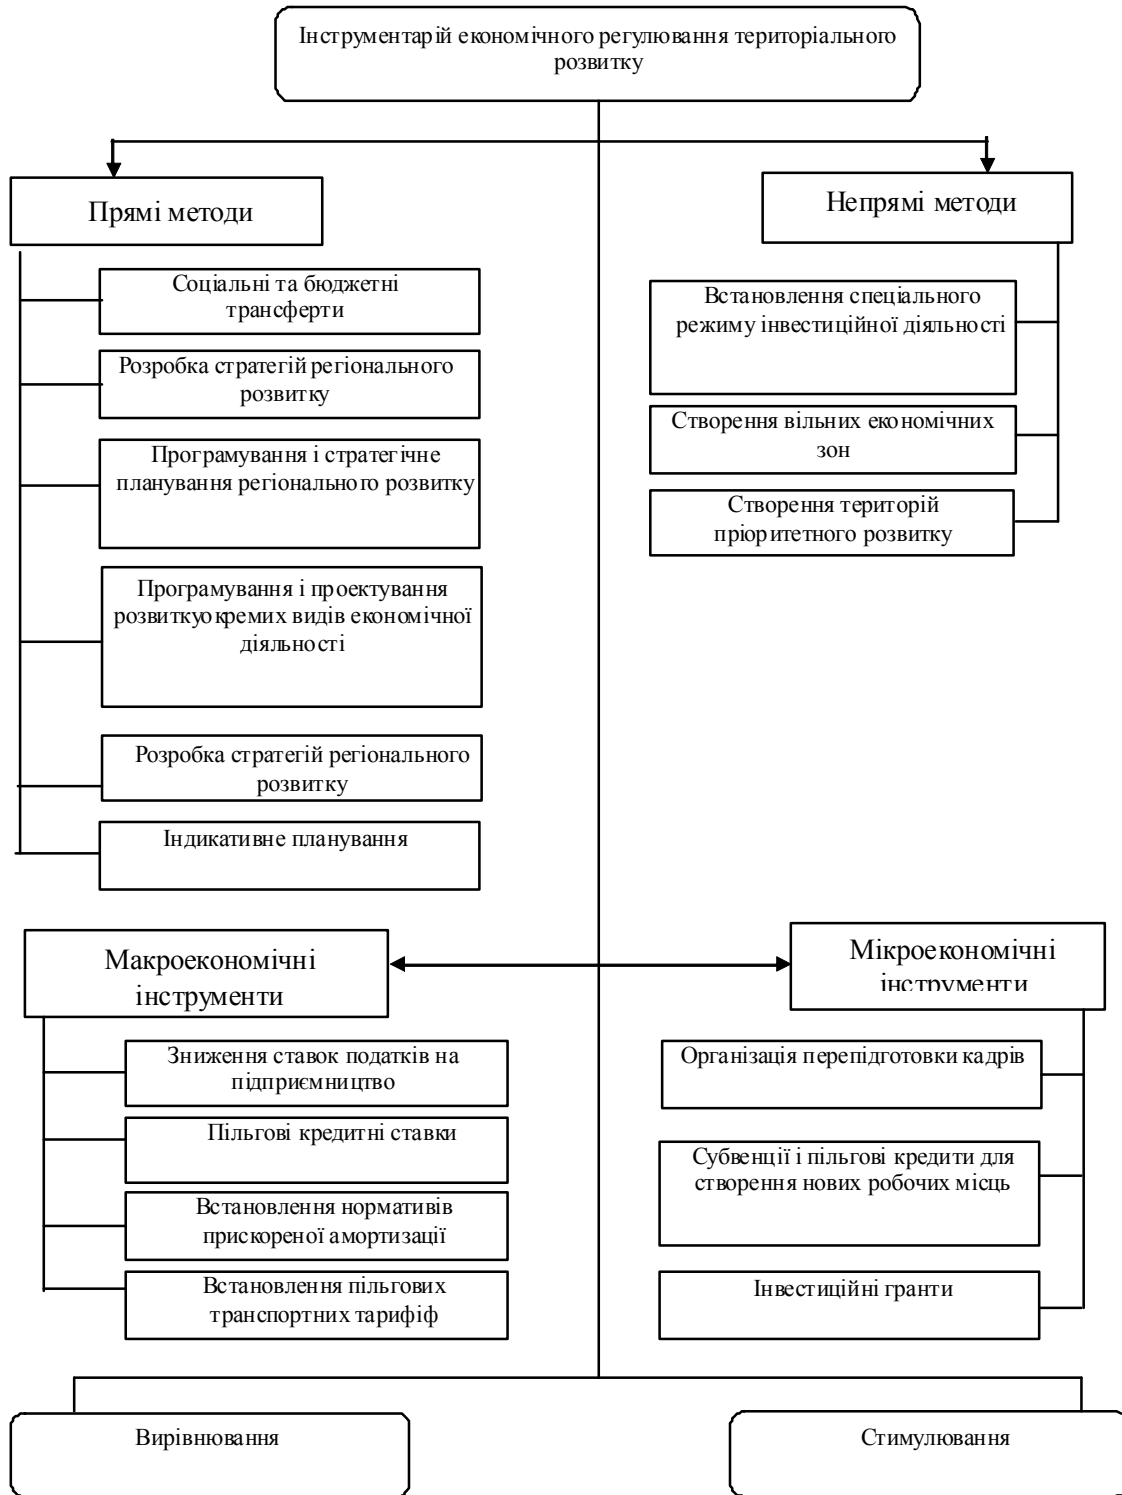 Інструментарій економічного регулювання територіального
розвитку
Прямі методи
Соціальні та бюджетні
трансферти
Розробка стратегій регіонального
розвитку
Програмування і стратегічне
планування регіонального розвитку
Програмування і проектування
розвитку окремих видів економічної
діяльності
Розробка стратегій регіонального
розвитку
Індикативне планування
Непрямі методи
Встановлення спеціального
режиму інвестиційної діяльності
Створення вільних економічних
зон
Створення територій
пріоритетного розвитку
Макроекономічні
інструменти
Зниження ставок податків на
підприємництво
Пільгові кредитні ставки
Встановлення нормативів
прискореної амортизації
Встановлення пільгових
транспортних тарифіф
Мікроекономічні
інструменти
Організація перепідготовки кадрів
Субвенції і пільгові кредити для
створення нових робочих місць
Інвестиційні гранти
Вирівнювання
Стимулювання